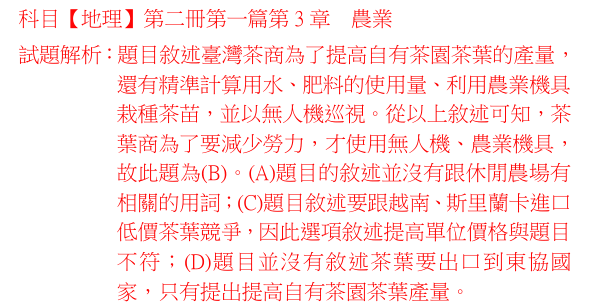 科目【地理】第二冊第一篇第 3 章　農業
試題解析：題目敘述臺灣茶商為了提高自有茶園茶葉的產量，
還有精準計算用水、肥料的使用量、利用農業機具
栽種茶苗，並以無人機巡視。從以上敘述可知，茶
葉商為了要減少勞力，才使用無人機、農業機具，
故此題為(B)。(A)題目的敘述並沒有跟休閒農場有
相關的用詞；(C)題目敘述要跟越南、斯里蘭卡進口
低價茶葉競爭，因此選項敘述提高單位價格與題目
不符；(D)題目並沒有敘述茶葉要出口到東協國
家，只有提出提高自有茶園茶葉產量。